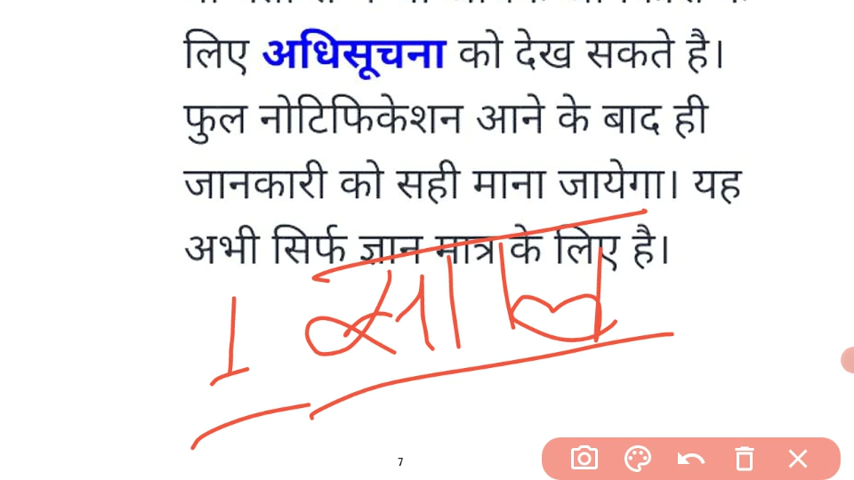 लिए अधिसूचना को देख सकते है।
फुल नोटिफिकेशन आने के बाद ही
जानकारी को सही माना जायेगा। यह
अभी सिर्फ ज्ञान मात्र के लिए है।
1 साल
7